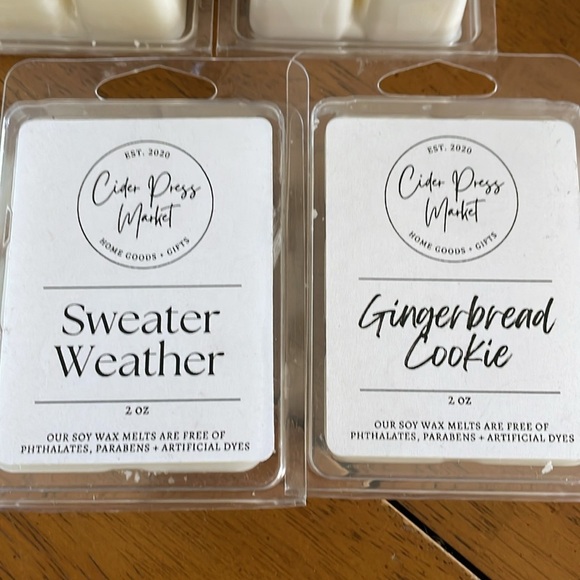 EST. 2020
Cider Press
Market
HOME GOODS + GIFTS
Sweater
Weather
2 OZ
OUR SOY WAX MELTS ARE FREE OF
PHTHALATES, PARABENS + ARTIFICIAL DYES
EST. 2020
Cider Press
Market
HOME GOODS + GIFTS
Gingerbread
Cookie
2 OZ
OUR SOY WAX MELTS ARE FREE OF
PHTHALATES, PARABENS + ARTIFICIAL DYES